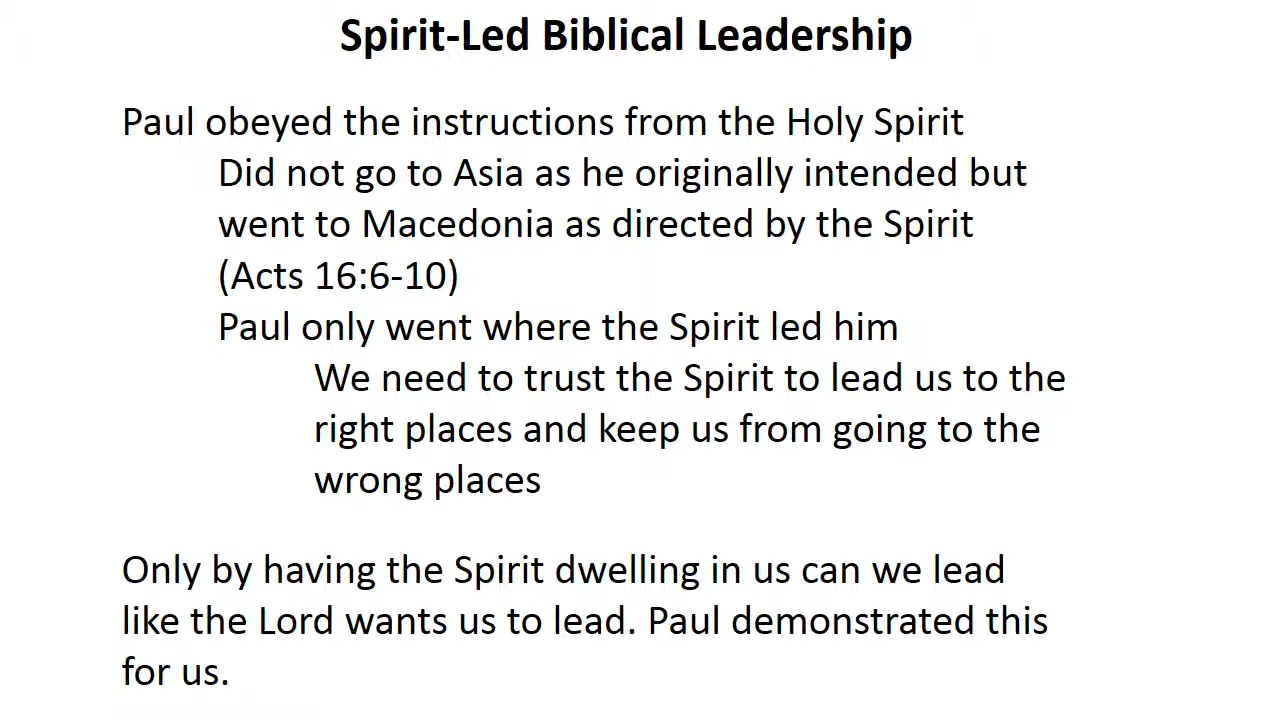 Spirit-Led Biblical Leadership
Paul obeyed the instructions from the Holy Spirit
Did not go to Asia as he originally intended but
went to Macedonia as directed by the Spirit
(Acts 16:6-10)
Paul only went where the Spirit led him
We need to trust the Spirit to lead us to the
right places and keep us from going to the
wrong places
Only by having the Spirit dwelling in us can we lead
like the Lord wants us to lead. Paul demonstrated this
for us.